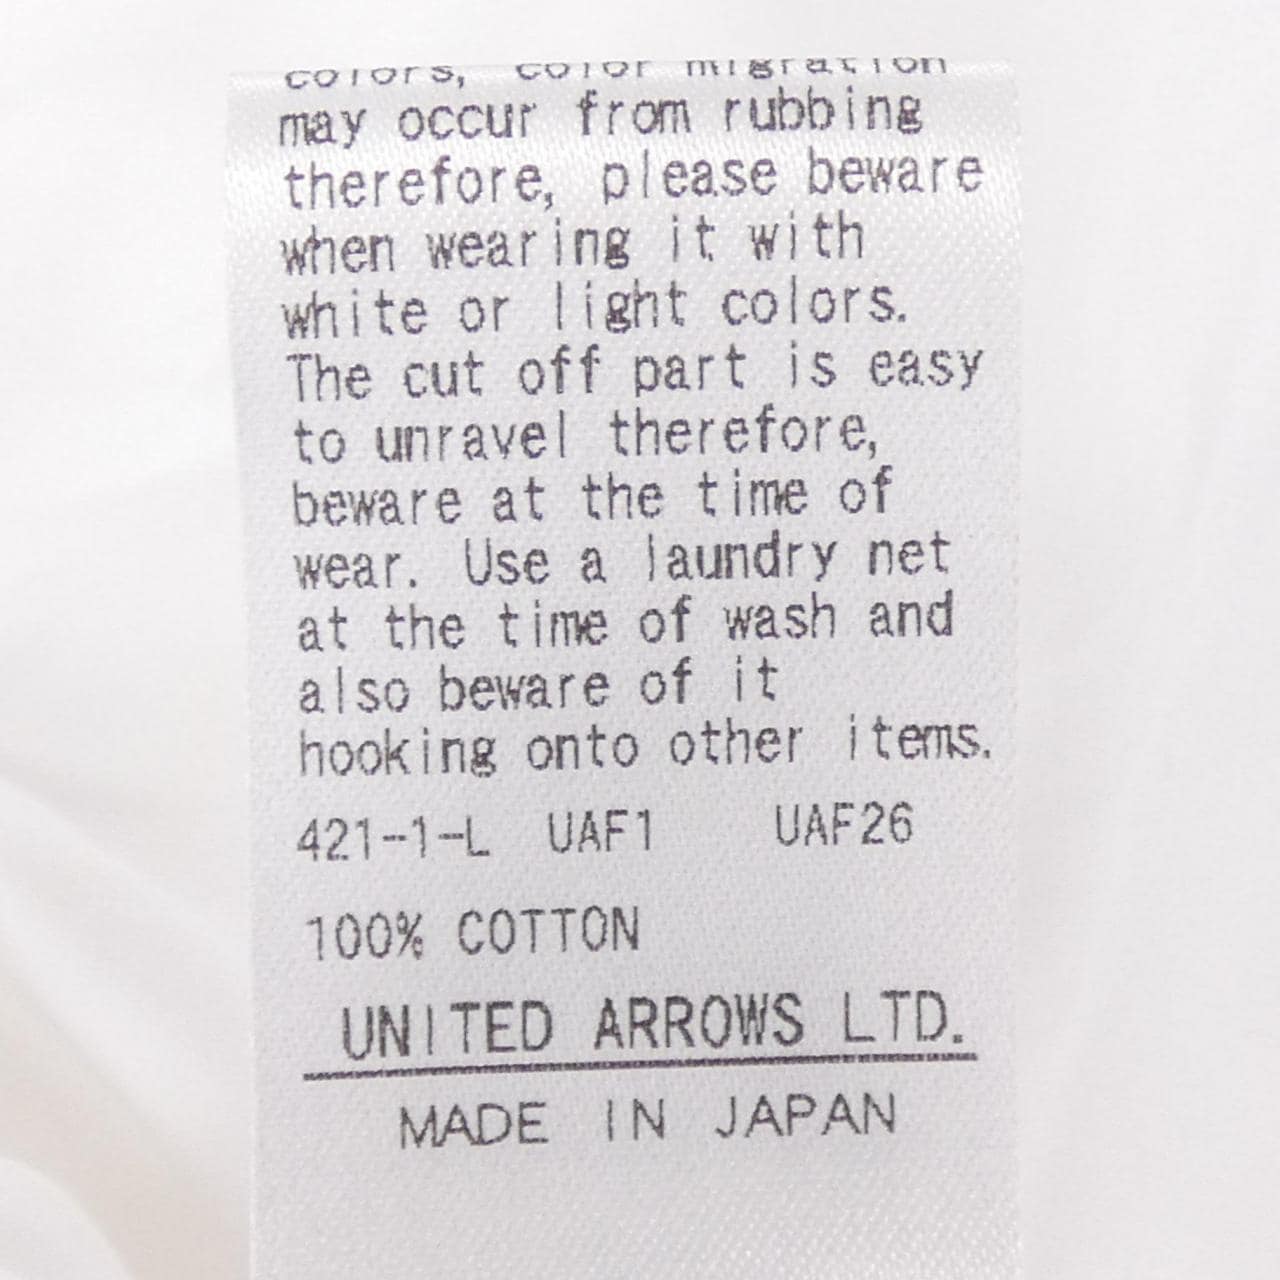 colors, color migration
may occur from rubbing
therefore, please beware
when wearing it with
white or light colors.
The cut off part is easy
to unravel therefore,
beware at the time of
wear. Use a laundry net
at the time of wash and
also beware of it
hooking onto other items.
421-1-L UAF1 UAF26
100% COTTON
UNITED ARROWS LTD.
MADE IN JAPAN